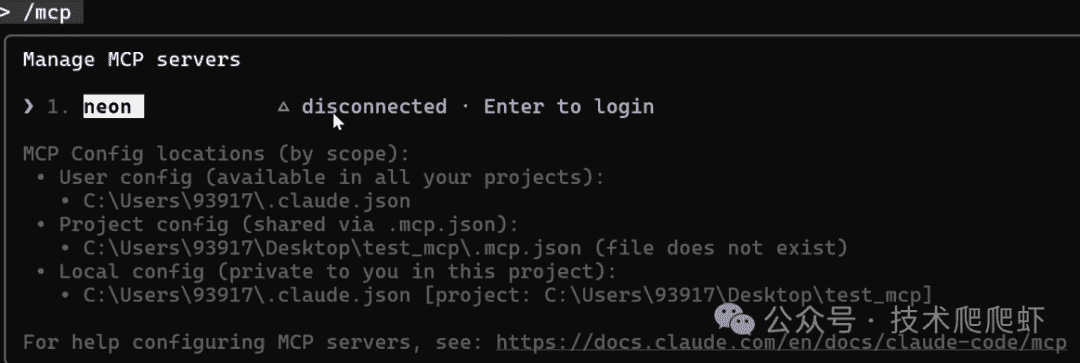 > /mcp
Manage MCP servers
❯ 1. neon △ disconnected · Enter to login
MCP Config locations (by scope):
• User config (available in all your projects):
• C:\Users\93917\.claude.json
• Project config (shared via .mcp.json):
• C:\Users\93917\Desktop\test_mcp\.mcp.json (file does not exist)
• Local config (private to you in this project):
• C:\Users\93917\.claude.json [project: C:\Users\93917\Desktop\test_mcp]
公众号 · 技术爬爬虾
For help configuring MCP servers, see: https://docs.claude.com/en/docs/claude-code/mcp